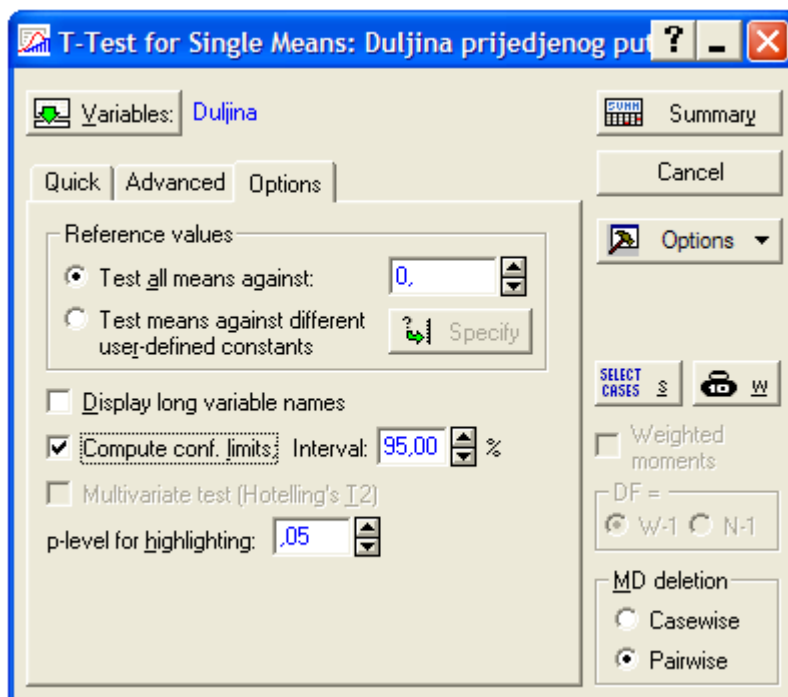 T-Test for Single Means: Duljina prijedjenog put
Variables: Duljina
Summary
Cancel
Options
Quick Advanced Options
Reference values
Test all means against: 0,
Test means against different
user-defined constants
? Specify
Display long variable names
Compute conf. limits; Interval: 95,00 %
Multivariate test (Hotelling's T2)
p-level for highlighting: ,05
SELECT
CASES S
W
Weighted
moments
DF =
W-1 N-1
MD deletion
Casewise
Pairwise